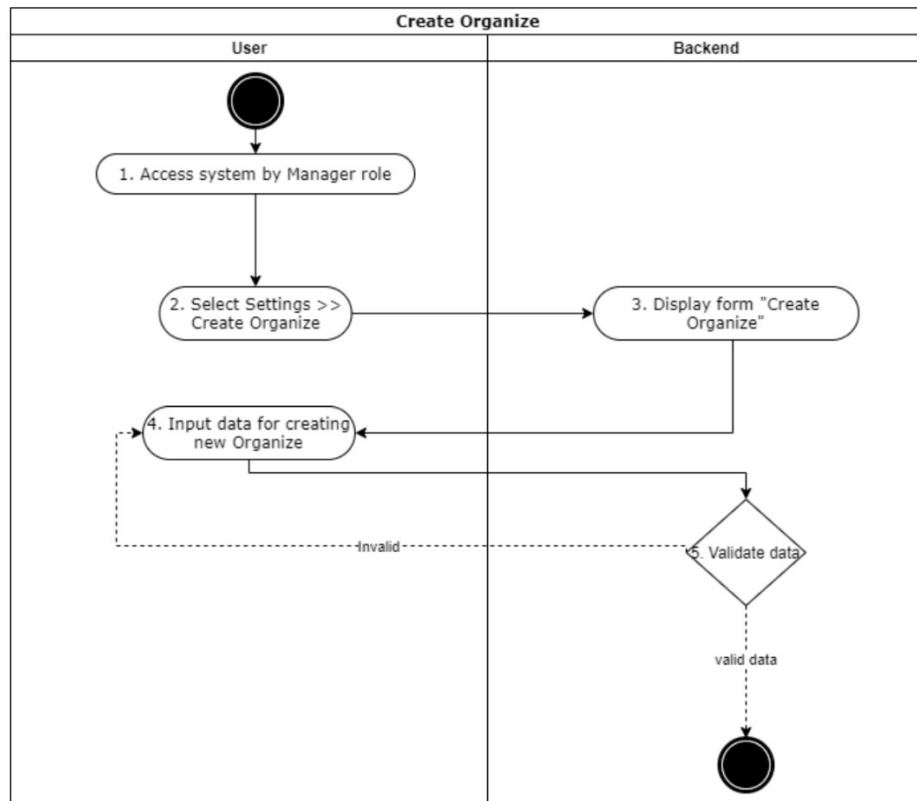 Create Organize
User
Backend
1. Access system by Manager role
2. Select Settings >>
Create Organize
3. Display form "Create
Organize"
4. Input data for creating
new Organize
Invalid
5. Validate data
valid data